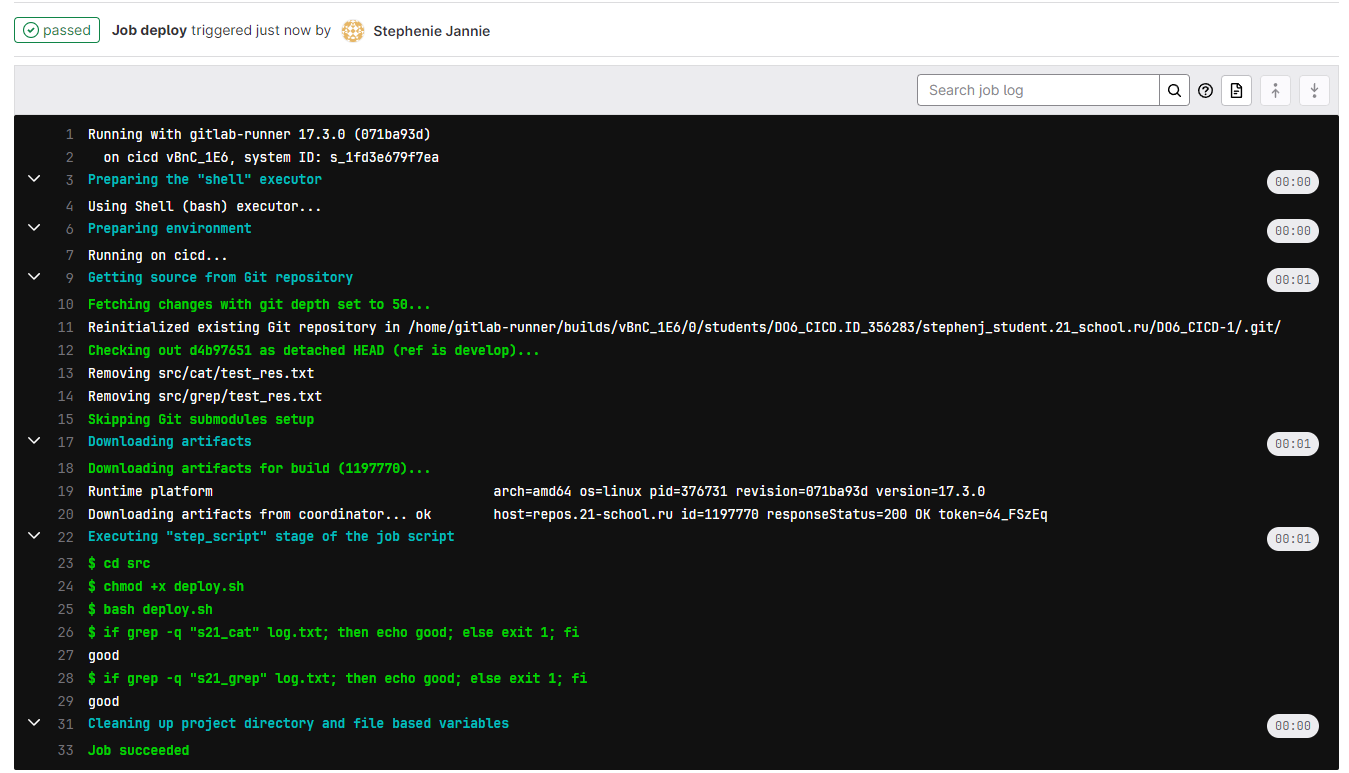 passed Job deploy triggered just now by Stephenie Jannie
Search job log
1 Running with gitlab-runner 17.3.0 (071ba93d)
2 on cicd vBnC_1E6, system ID: s_1fd3e679f7ea
3 Preparing the "shell" executor 00:00
4 Using Shell (bash) executor...
6 Preparing environment 00:00
7 Running on cicd...
9 Getting source from Git repository 00:01
10 Fetching changes with git depth set to 50...
11 Reinitialized existing Git repository in /home/gitlab-runner/builds/vBnC_1E6/0/students/DO6_CICD.ID_356283/stephenj_student.21_school.ru/DO6_CICD-1/.git/
12 Checking out d4b97651 as detached HEAD (ref is develop)...
13 Removing src/cat/test_res.txt
14 Removing src/grep/test_res.txt
15 Skipping Git submodules setup
17 Downloading artifacts 00:01
18 Downloading artifacts for build (1197770)...
19 Runtime platform arch=amd64 os=linux pid=376731 revision=071ba93d version=17.3.0
20 Downloading artifacts from coordinator... ok host=repos.21-school.ru id=1197770 responseStatus=200 OK token=64_FSzEq
22 Executing "step_script" stage of the job script 00:01
23 $ cd src
24 $ chmod +x deploy.sh
25 $ bash deploy.sh
26 $ if grep -q "s21_cat" log.txt; then echo good; else exit 1; fi
27 good
28 $ if grep -q "s21_grep" log.txt; then echo good; else exit 1; fi
29 good
31 Cleaning up project directory and file based variables 00:00
33 Job succeeded